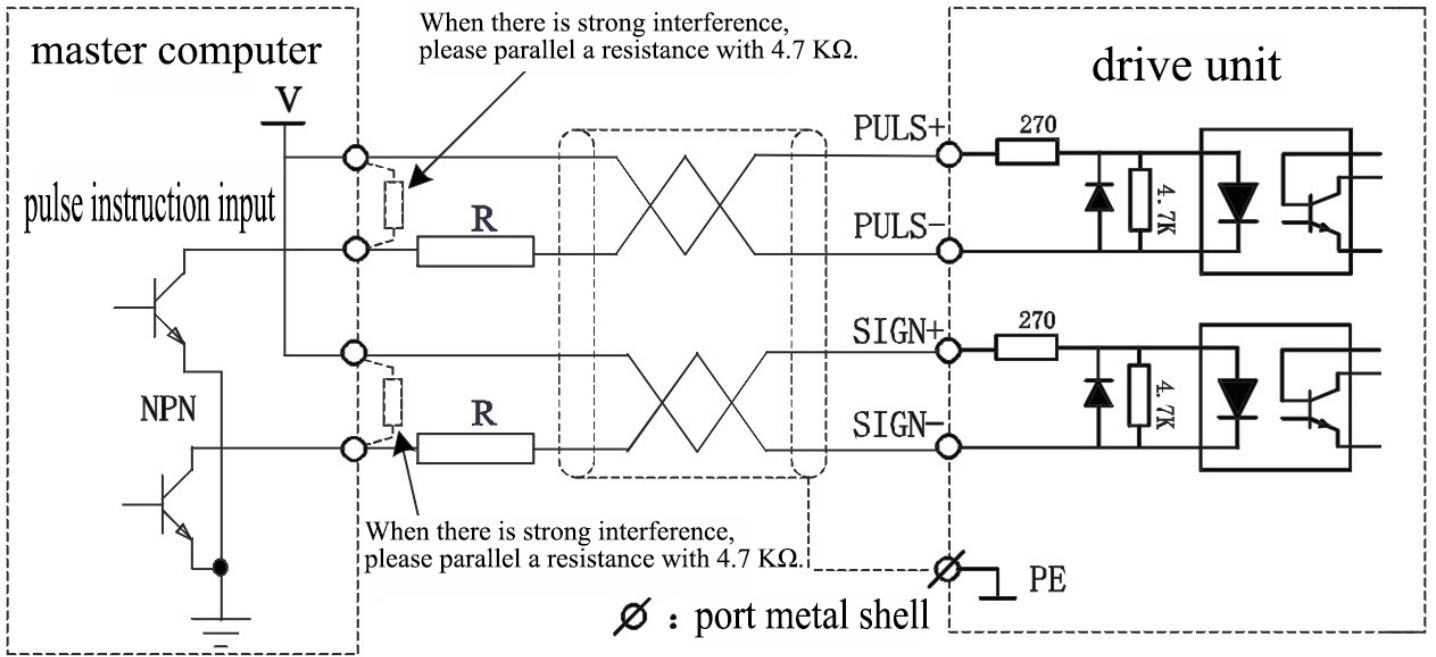 When there is strong interference,
please parallel a resistance with 4.7 KΩ.
master computer
drive unit
V
PULS+
270
pulse instruction input
R
4.7K
PULS-
SIGN+
270
NPN
R
4.7K
SIGN-
When there is strong interference,
please parallel a resistance with 4.7 KΩ.
PE
: port metal shell